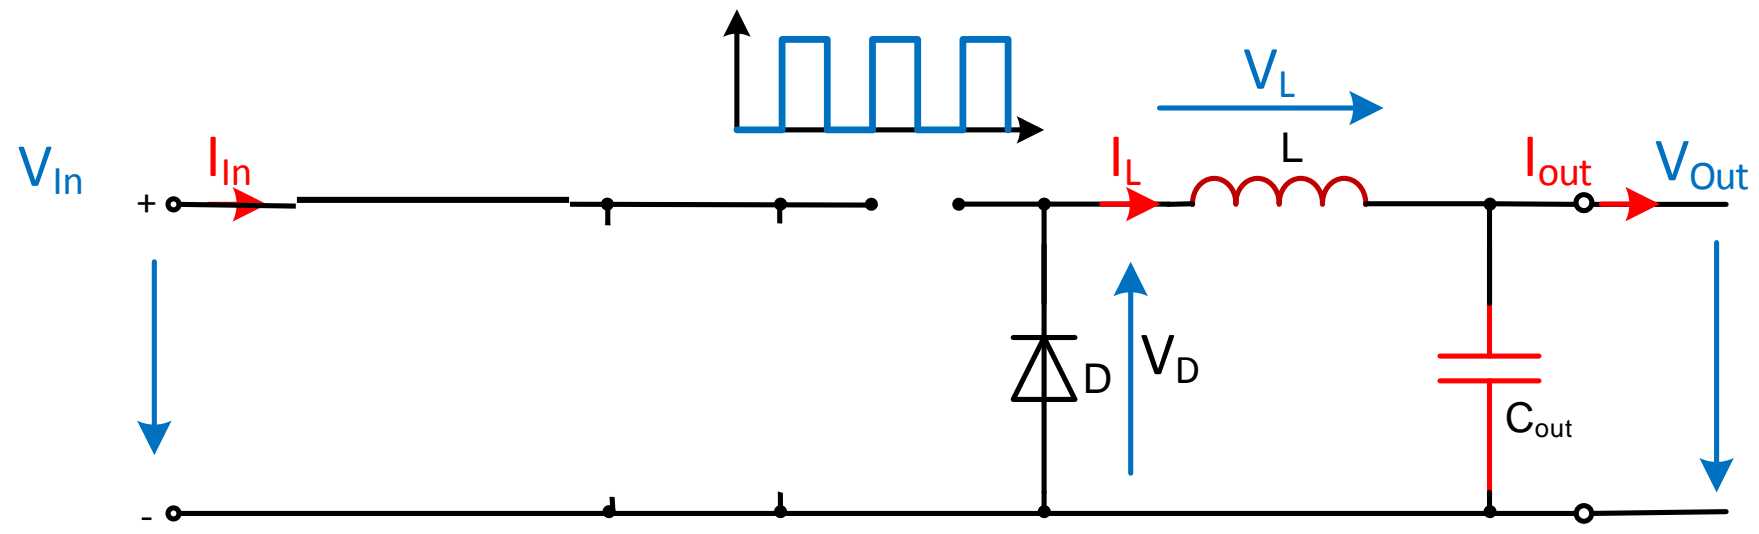 V_L
V_In
I_In
I_L
L
I_out
V_Out
+
V_D
D
C_out
-